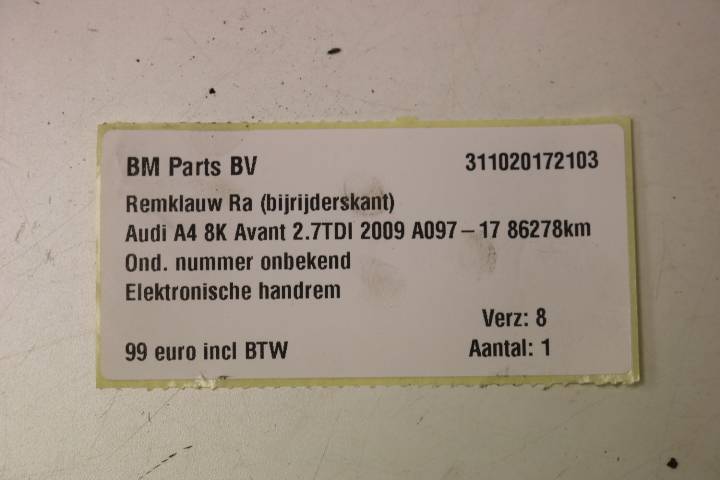 BM Parts BV 311020172103
Remklauw Ra (bijrijderskant)
Audi A4 8K Avant 2.7TDI 2009 A097-17 86278km
Ond. nummer onbekend
Elektronische handrem
Verz: 8
99 euro incl BTW Aantal: 1